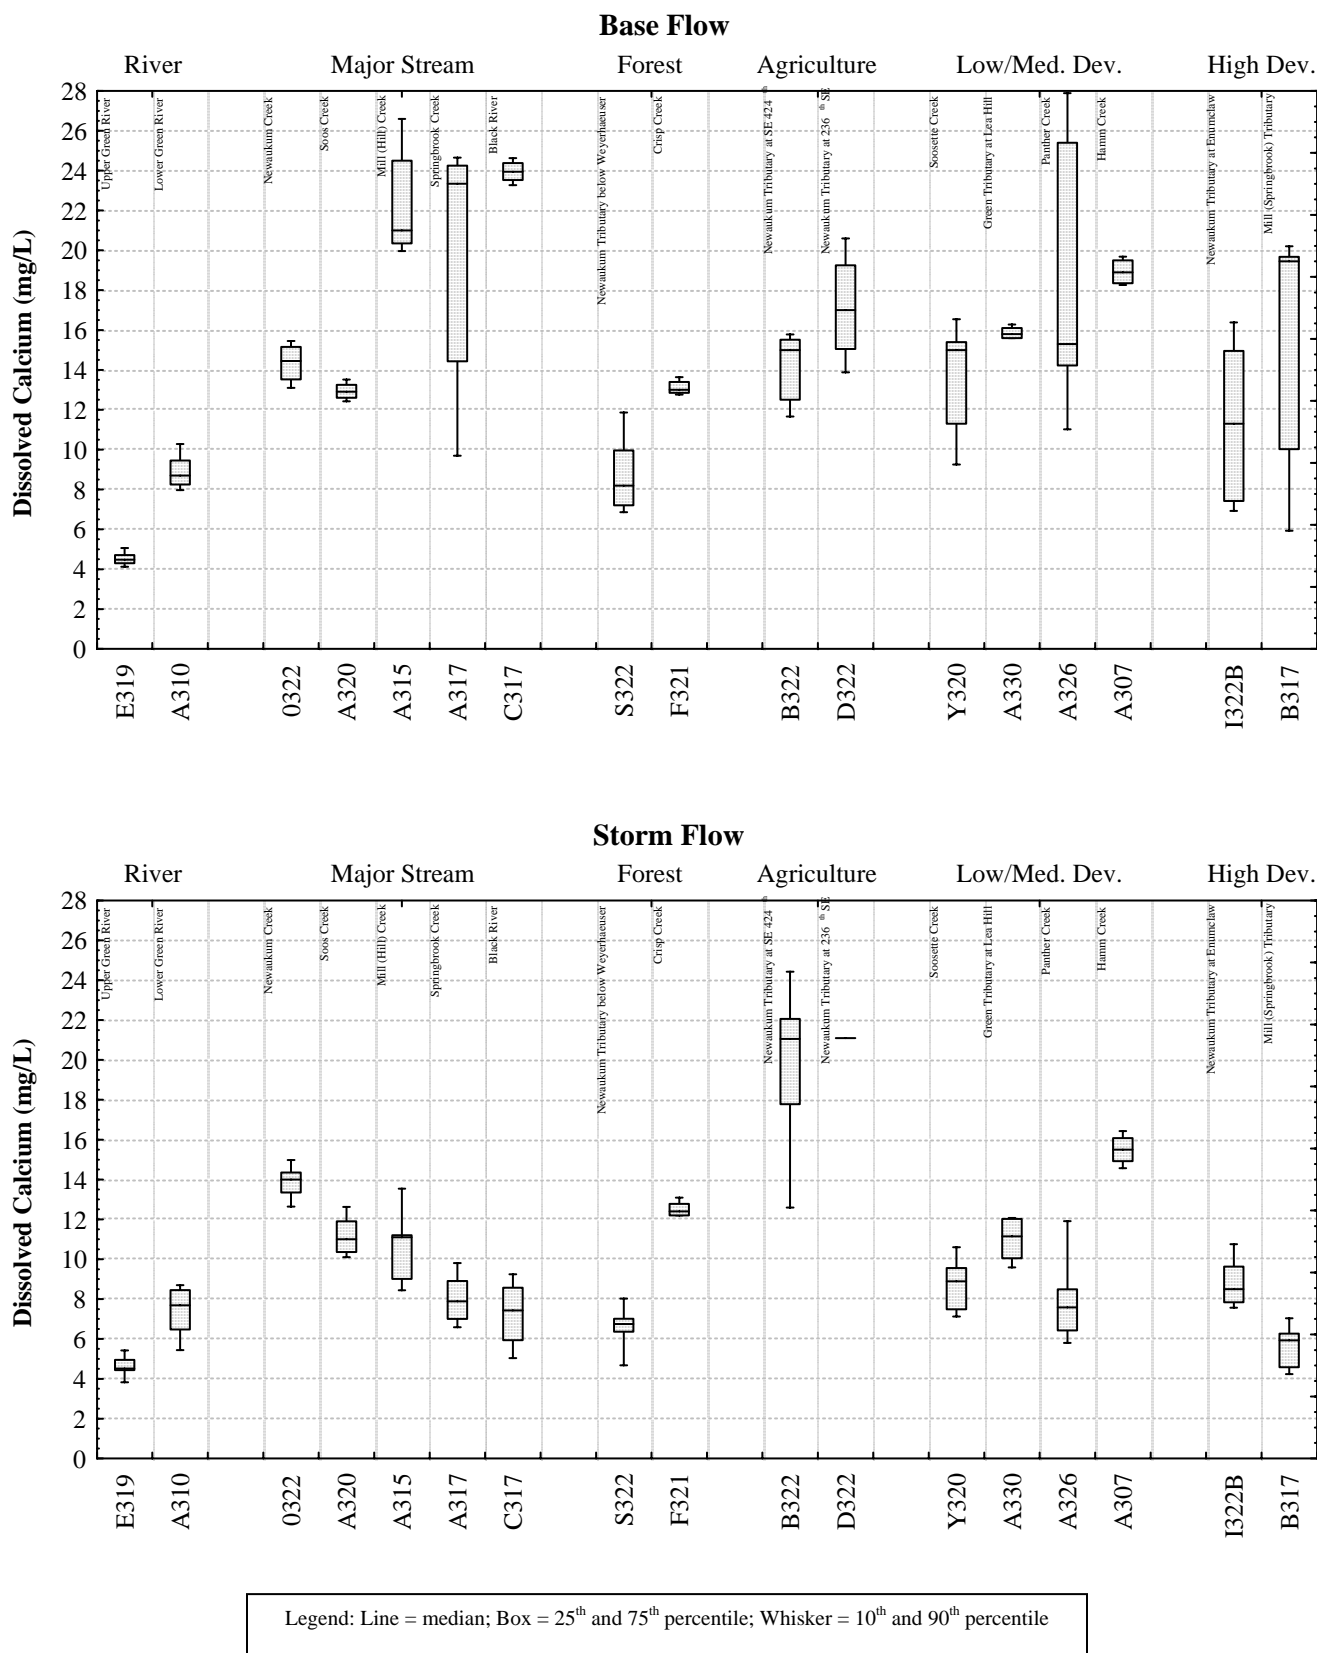 Base Flow
River Major Stream Forest Agriculture Low/Med. Dev. High Dev.
Dissolved Calcium (mg/L)
28
26
24
22
20
18
16
14
12
10
8
6
4
2
0
Upper Green River
Lower Green River
Newaukum Creek
Soos Creek
Mill (Hill) Creek
Springbrook Creek
Black River
Newaukum Tributary below Weyerhaeuser
Crisp Creek
Newaukum Tributary at SE 424 th
Newaukum Tributary at 236 th SE
Soosette Creek
Green Tributary at Lea Hill
Panther Creek
Hamm Creek
Newaukum Tributary at Enumclaw
Mill (Springbrook) Tributary
E319
A310
0322
A320
A315
A317
C317
S322
F321
B322
D322
Y320
A330
A326
A307
I322B
B317
Storm Flow
River Major Stream Forest Agriculture Low/Med. Dev. High Dev.
Dissolved Calcium (mg/L)
28
26
24
22
20
18
16
14
12
10
8
6
4
2
0
Upper Green River
Lower Green River
Newaukum Creek
Soos Creek
Mill (Hill) Creek
Springbrook Creek
Black River
Newaukum Tributary below Weyerhaeuser
Crisp Creek
Newaukum Tributary at SE 424 th
Newaukum Tributary at 236 th SE
Soosette Creek
Green Tributary at Lea Hill
Panther Creek
Hamm Creek
Newaukum Tributary at Enumclaw
Mill (Springbrook) Tributary
E319
A310
0322
A320
A315
A317
C317
S322
F321
B322
D322
Y320
A330
A326
A307
I322B
B317
Legend: Line = median; Box = 25th and 75th percentile; Whisker = 10th and 90th percentile